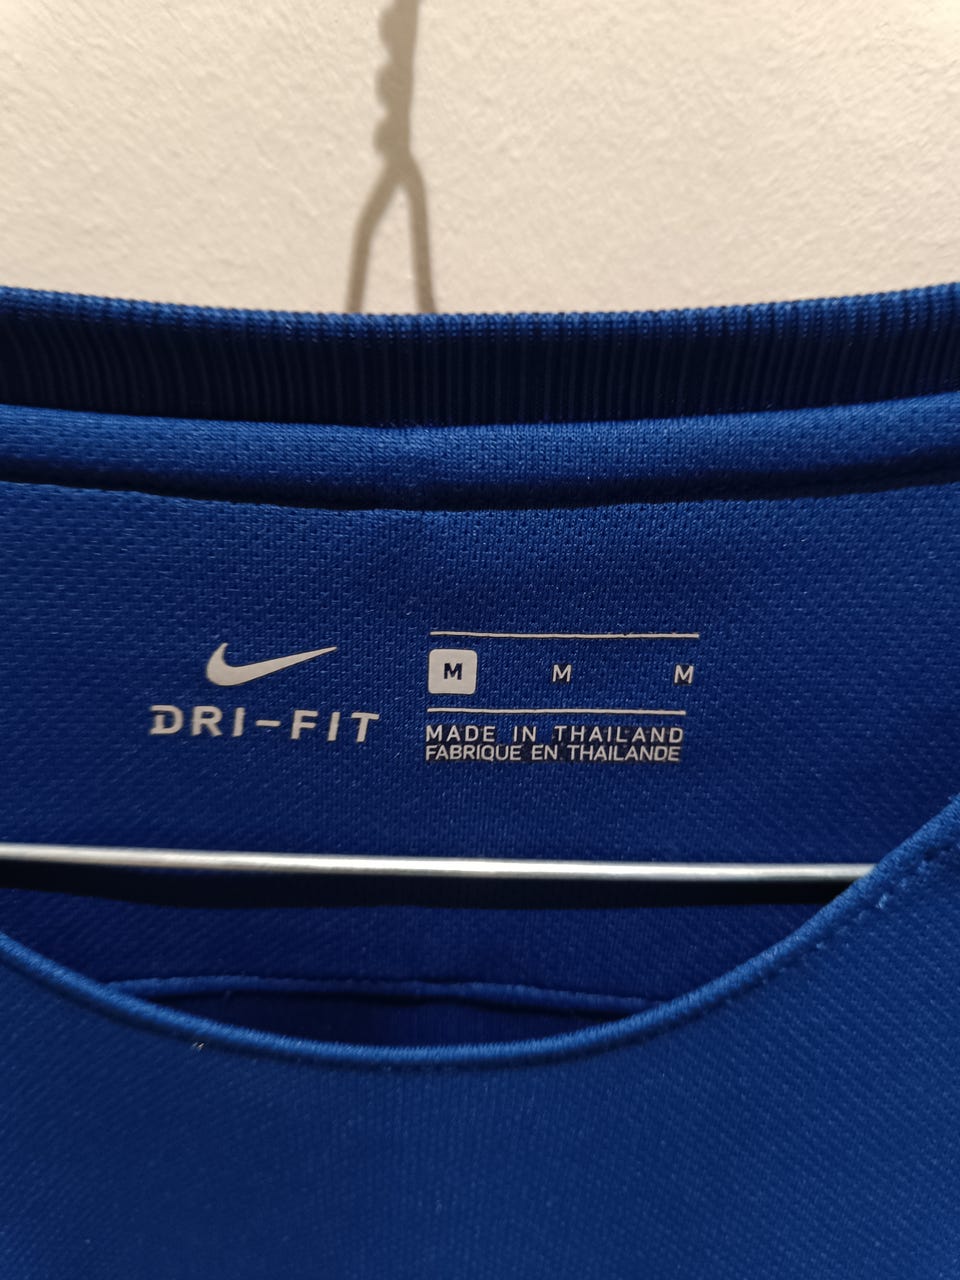 DRI-FIT
M M M
MADE IN THAILAND
FABRIQUE EN THAILANDE